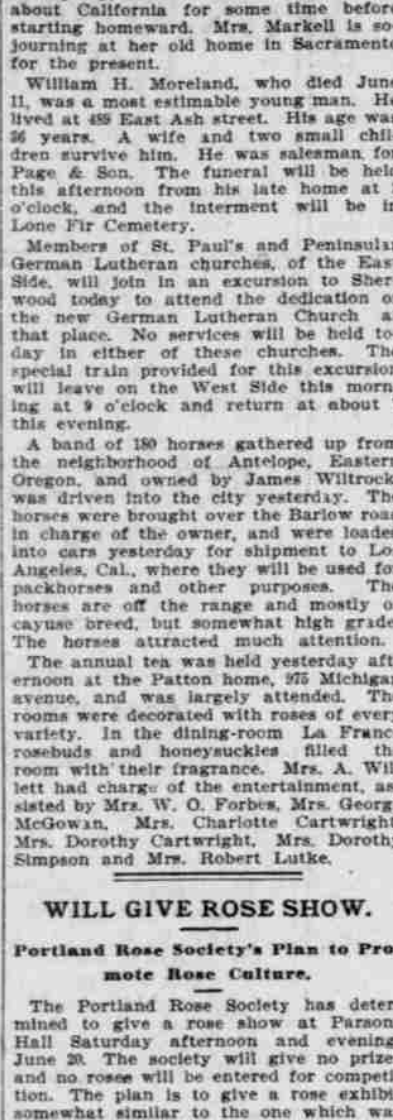 about California for some time before
starting homeward. Mrs. Markell is so-
journing at her old home in Sacramento
for the present.
William H. Moreland, who died June
11, was a most estimable young man. He
lived at 489 East Ash street. His age was
36 years. A wife and two small chil-
dren survive him. He was salesman for
Page & Son. The funeral will be held
this afternoon from his late home at
o'clock, and the interment will be in
Lone Fir Cemetery.
Members of St. Paul's and Peninsular
German Lutheran churches, of the East
Side, will join in an excursion to Sher-
wood today to attend the dedication of
the new German Lutheran Church at
that place. No services will be held to-
day in either of these churches. The
special train provided for this excursion
will leave on the West Side this morn-
ing at 9 o'clock and return at about
this evening.
A band of 180 horses gathered up from
the neighborhood of Antelope, Eastern
Oregon, and owned by James Wiltrock
was driven into the city yesterday. The
horses were brought over the Barlow road
in charge of the owner, and were loaded
into cars yesterday for shipment to Los
Angeles, Cal., where they will be used for
packhorses and other purposes. The
horses are off the range and mostly of
cayuse breed, but somewhat high grade.
The horses attracted much attention.
The annual tea was held yesterday aft-
ernoon at the Patton home, 975 Michigan
avenue, and was largely attended. The
rooms were decorated with roses of every
variety. In the dining-room La France
rosebuds and honeysuckles filled the
room with their fragrance. Mrs. A. Wil-
lett had charge of the entertainment, as-
sisted by Mrs. W. O. Forbes, Mrs. George
McGowan, Mrs. Charlotte Cartwright,
Mrs. Dorothy Cartwright, Mrs. Dorothy
Simpson and Mrs. Robert Lutke.
WILL GIVE ROSE SHOW.
Portland Rose Society's Plan to Pro-
mote Rose Culture.
The Portland Rose Society has deter-
mined to give a rose show at Parsons
Hall Saturday afternoon and evening,
June 20. The society will give no prizes
and no roses will be entered for competi-
tion. The plan is to give a rose exhibit
somewhat similar to the one which was